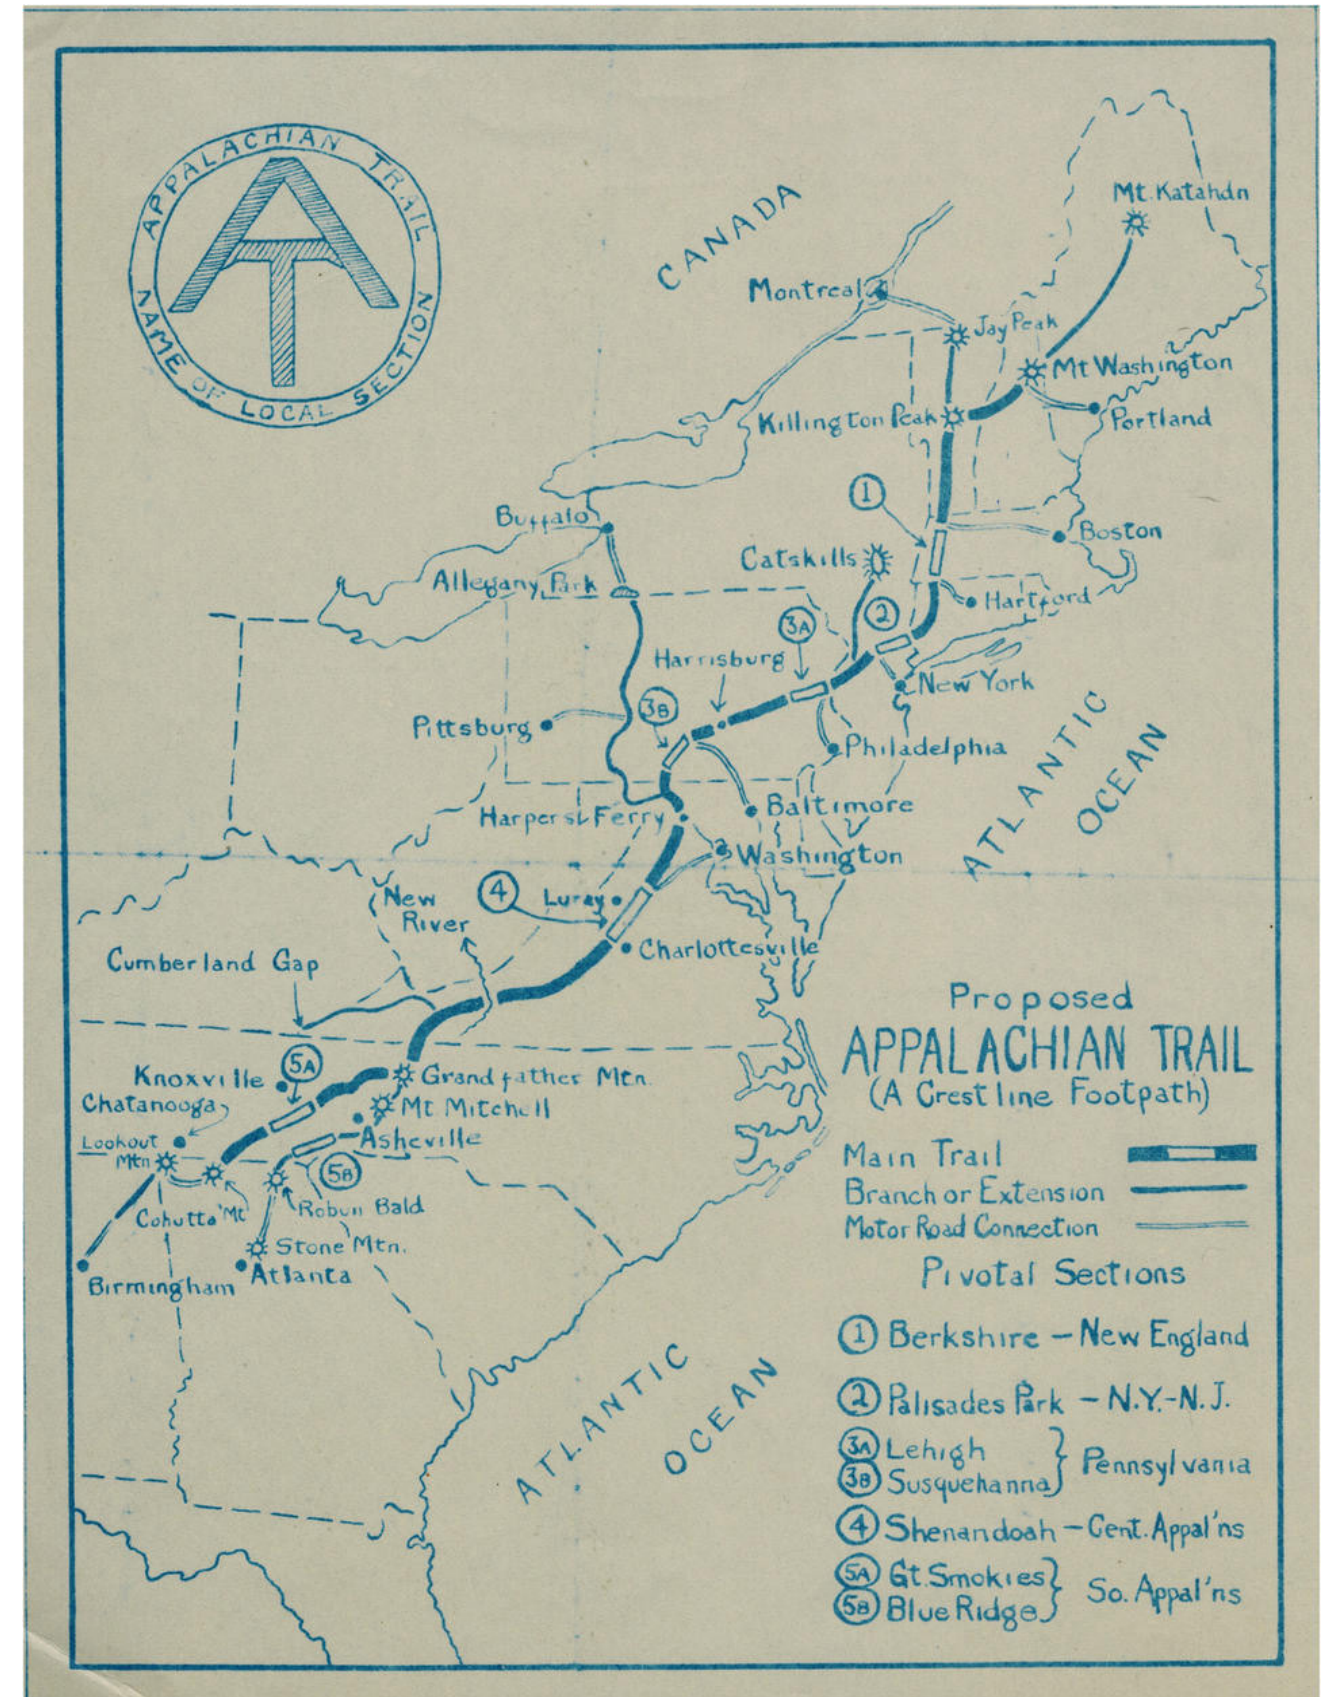 APPALACHIAN TRAIL
NAME OF LOCAL SECTION
CANADA
Mt. Katahdn
Montreal
Jay Peak
Mt Washington
Killington Peak
Portland
1
Buffalo
Boston
Catskills
Allegany Park
Hartford
3A
2
Harrisburg
New York
3B
Pittsburg
Philadelphia
ATLANTIC
OCEAN
Baltimore
Harpers Ferry
Washington
4
Luray
New
River
Charlottesville
Cumberland Gap
Proposed
APPALACHIAN TRAIL
(A Crestline Footpath)
5A
Knoxville
Grandfather Mtn.
Chatanooga
Mt. Mitchell
Lookout
Mtn
Asheville
5B
Cohutta Mt
Robun Bald
Stone Mtn.
Atlanta
Birmingham
Main Trail
Branch or Extension
Motor Road Connection
Pivotal Sections
1 Berkshire - New England
2 Palisades Park - N.Y.-N.J.
3A Lehigh
3B Susquehanna
Pennsylvania
4 Shenandoah - Cent. Appal'ns
5A Gt. Smokies
5B Blue Ridge
So. Appal'ns
ATLANTIC
OCEAN